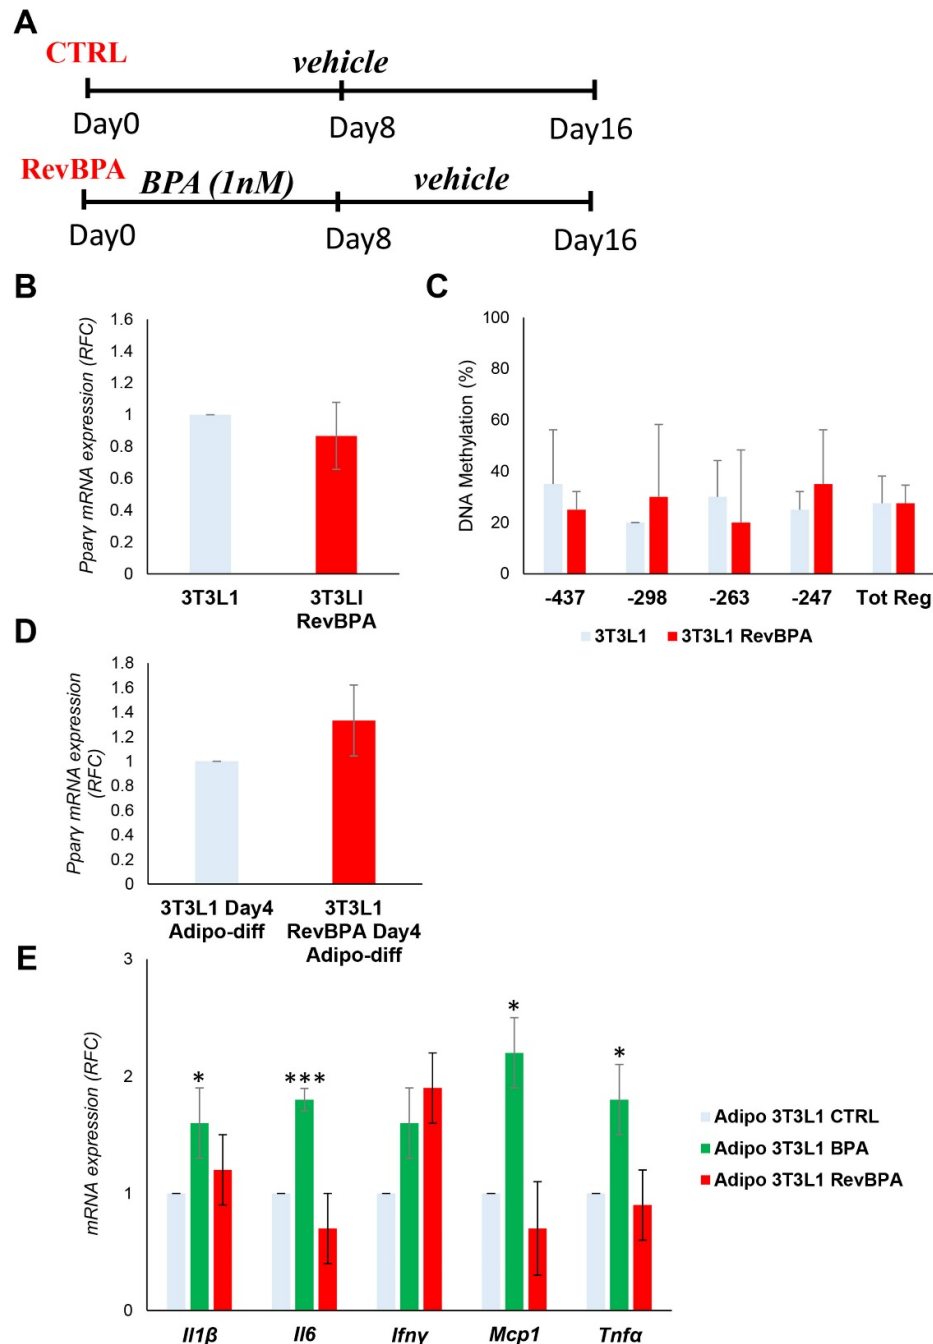 A
CTRL
vehicle
Day0 Day8 Day16
RevBPA
BPA (1nM) vehicle
Day0 Day8 Day16
B
Pparγ mRNA expression (RFC)
1.6
1.4
1.2
1
0.8
0.6
0.4
0.2
0
3T3L1 3T3LI
RevBPA
C
DNA Methylation (%)
100
80
60
40
20
0
-437 -298 -263 -247 Tot Reg
3T3L1 3T3L1 RevBPA
D
Pparγ mRNA expression
(RFC)
1.8
1.6
1.4
1.2
1
0.8
0.6
0.4
0.2
0
3T3L1 Day4
Adipo-diff
3T3L1
RevBPA Day4
Adipo-diff
E
mRNA expression (RFC)
3
2
1
0
* *** * *
Il1β Il6 Ifnγ Mcp1 Tnfα
Adipo 3T3L1 CTRL
Adipo 3T3L1 BPA
Adipo 3T3L1 RevBPA